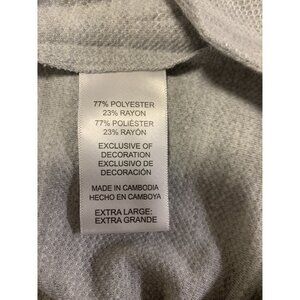 77% POLYESTER
23% RAYON
77% POLIÉSTER
23% RAYÓN
EXCLUSIVE OF
DECORATION
EXCLUSIVO DE
DECORACIÓN
MADE IN CAMBODIA
HECHO EN CAMBOYA
EXTRA LARGE:
EXTRA GRANDE